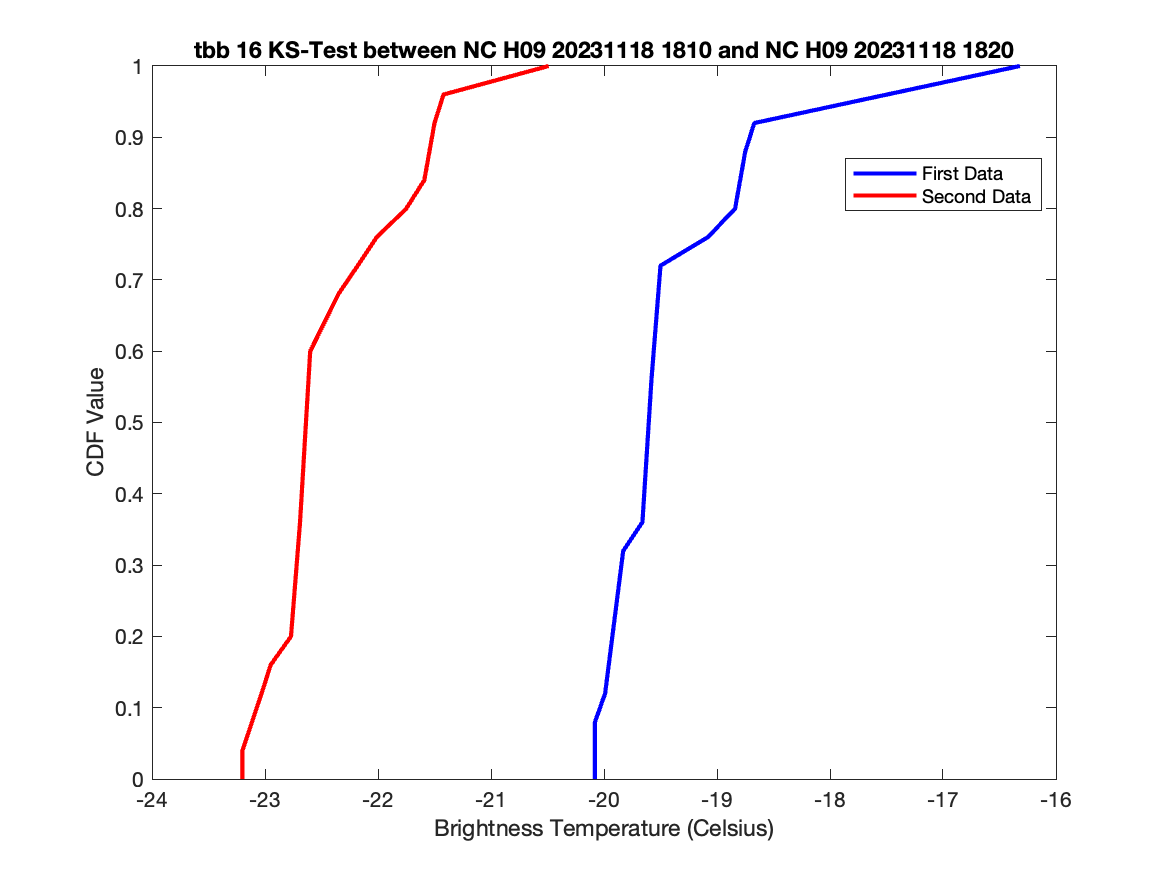 tbb 16 KS-Test between NC H09 20231118 1810 and NC H09 20231118 1820
1
0.9
0.8
0.7
0.6
0.5
0.4
0.3
0.2
0.1
0
CDF Value
First Data
Second Data
-24 -23 -22 -21 -20 -19 -18 -17 -16
Brightness Temperature (Celsius)